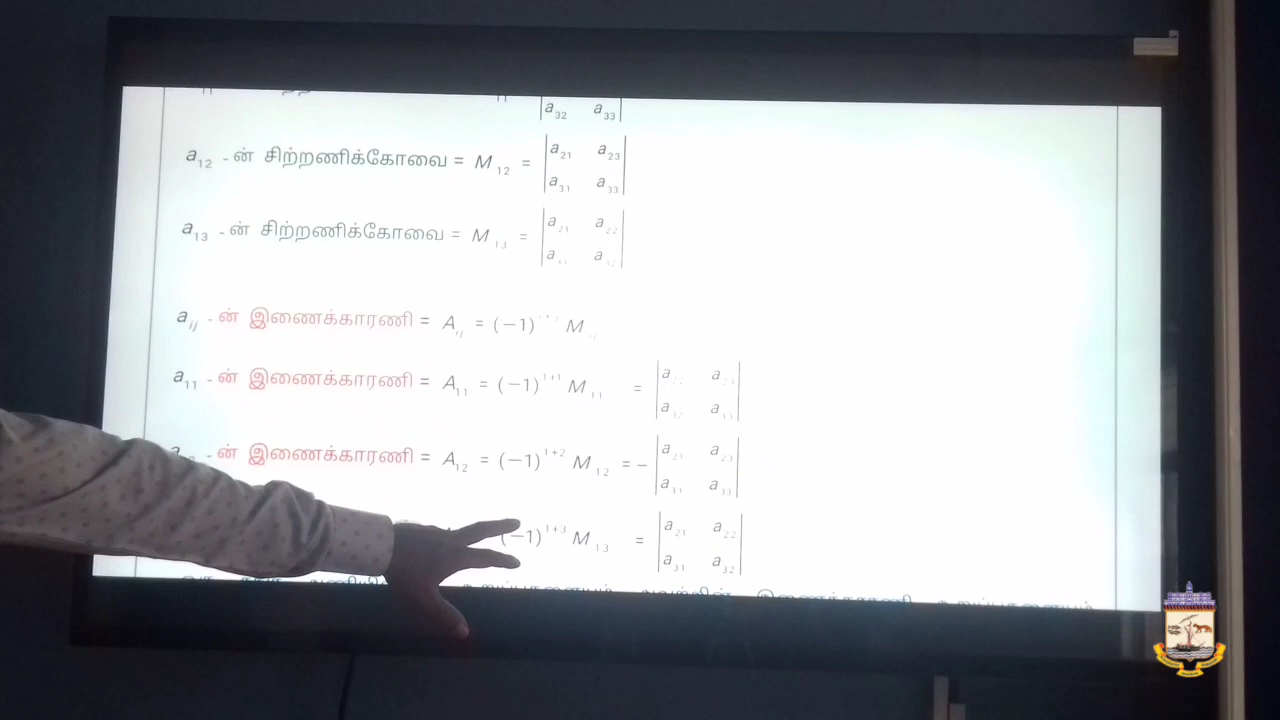 | a₃₂ a₃₃ |
a₁₂ - ன் சிற்றணிக்கோவை = M₁₂ = | a₂₁ a₂₃ |
| a₃₁ a₃₃ |
a₁₃ - ன் சிற்றணிக்கோவை = M₁₃ = | a₂₁ a₂₂ |
| a₃₁ a₃₂ |
aᵢⱼ - ன் இணைக்காரணி = Aᵢⱼ = (−1)ⁱ⁺ʲ Mᵢⱼ
a₁₁ - ன் இணைக்காரணி = A₁₁ = (−1)¹⁺¹ M₁₁ = | a₂₂ a₂₃ |
| a₃₂ a₃₃ |
- ன் இணைக்காரணி = A₁₂ = (−1)¹⁺² M₁₂ = − | a₂₁ a₂₃ |
| a₃₁ a₃₃ |
(−1)¹⁺³ M₁₃ = | a₂₁ a₂₂ |
| a₃₁ a₃₂ |